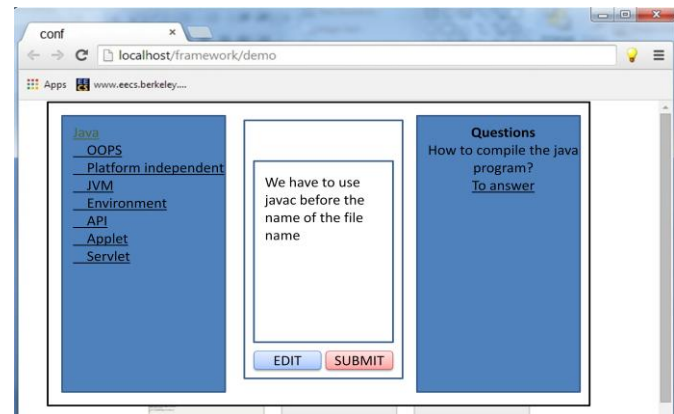 conf
localhost/framework/demo
Apps www.eecs.berkeley....
Java
OOPS
Platform independent
JVM
Environment
API
Applet
Servlet
We have to use
javac before the
name of the file
name
EDIT SUBMIT
Questions
How to compile the java
program?
To answer